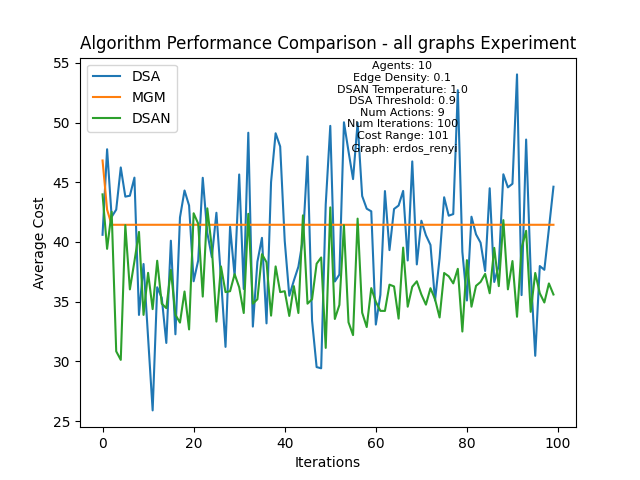 Algorithm Performance Comparison - all graphs Experiment
DSA
MGM
DSAN
Agents: 10
Edge Density: 0.1
DSAN Temperature: 1.0
DSA Threshold: 0.9
Num Actions: 9
Num Iterations: 100
Cost Range: 101
Graph: erdos_renyi
Average Cost
55
50
45
40
35
30
25
0
20
40
60
80
100
Iterations